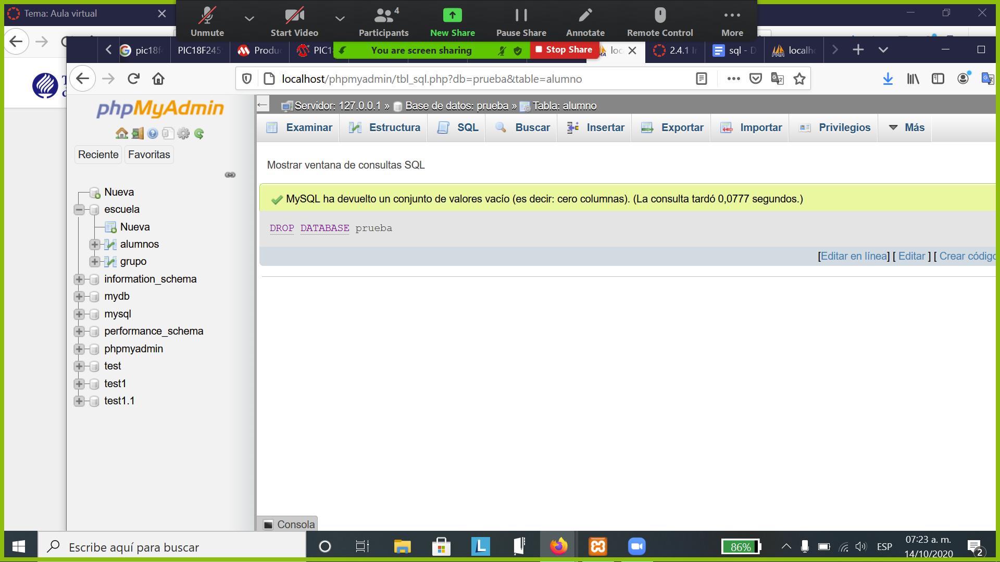 Tema: Aula virtual
Unmute
Start Video
4
Participants
New Share
Pause Share
Annotate
Remote Control
More
pic18f
PIC18F245
Produ
PIC1
You are screen sharing
Stop Share
loc
2.4.1 I
sql - D
localh
localhost/phpmyadmin/tbl_sql.php?db=prueba&table=alumno
phpMyAdmin
Reciente
Favoritas
Nueva
escuela
Nueva
alumnos
grupo
information_schema
mydb
mysql
performance_schema
phpmyadmin
test
test1
test1.1
Servidor: 127.0.0.1 » Base de datos: prueba » Tabla: alumno
Examinar
Estructura
SQL
Buscar
Insertar
Exportar
Importar
Privilegios
Más
Mostrar ventana de consultas SQL
MySQL ha devuelto un conjunto de valores vacío (es decir: cero columnas). (La consulta tardó 0,0777 segundos.)
DROP DATABASE prueba
[Editar en línea] [ Editar ] [ Crear código
Consola
Escribe aquí para buscar
86%
ESP
07:23 a. m.
14/10/2020
2